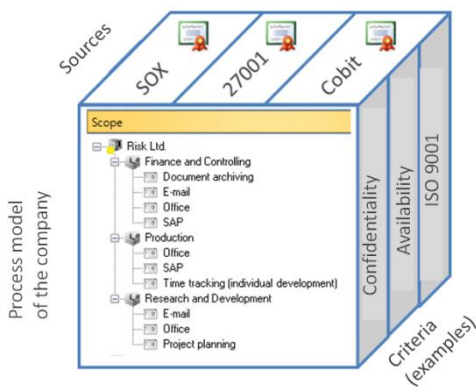 Sources
SOX
27001
Cobit
Scope
Risk Ltd.
Finance and Controlling
Document archiving
E-mail
Office
SAP
Production
Office
SAP
Time tracking (individual development)
Research and Development
E-mail
Office
Project planning
Process model
of the company
Confidentiality
Availability
ISO 9001
Criteria
(examples)